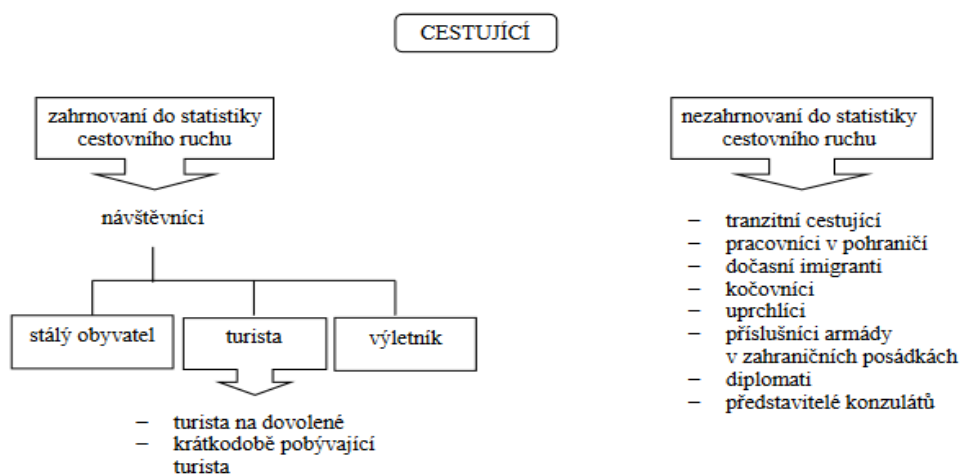 CESTUJÍCÍ
zahrnovaní do statistiky
cestovního ruchu
návštěvníci
stálý obyvatel
turista
výletník
– turista na dovolené
– krátkodobě pobývající
turista
nezahrnovaní do statistiky
cestovního ruchu
– tranzitní cestující
– pracovníci v pohraničí
– dočasní imigranti
– kočovníci
– uprchlíci
– příslušníci armády
v zahraničních posádkách
– diplomati
– představitelé konzulátů